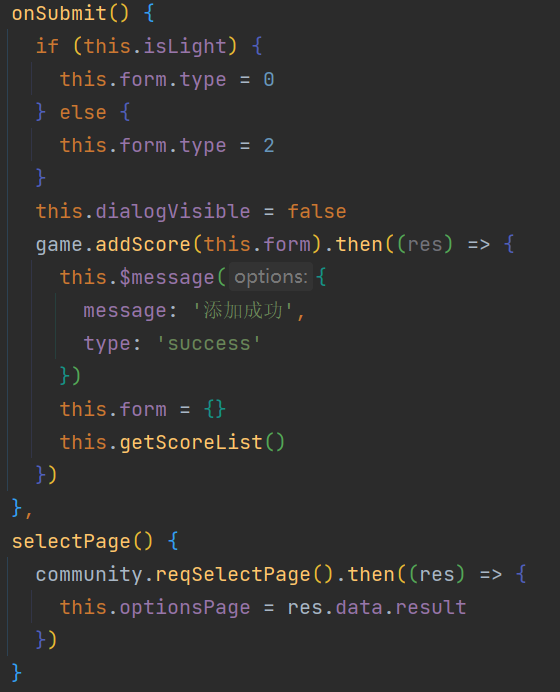 onSubmit() {
  if (this.isLight) {
    this.form.type = 0
  } else {
    this.form.type = 2
  }
  this.dialogVisible = false
  game.addScore(this.form).then((res) => {
    this.$message( options: {
      message: '添加成功',
      type: 'success'
    })
    this.form = {}
    this.getScoreList()
  })
},
selectPage() {
  community.reqSelectPage().then((res) => {
    this.optionsPage = res.data.result
  })
}